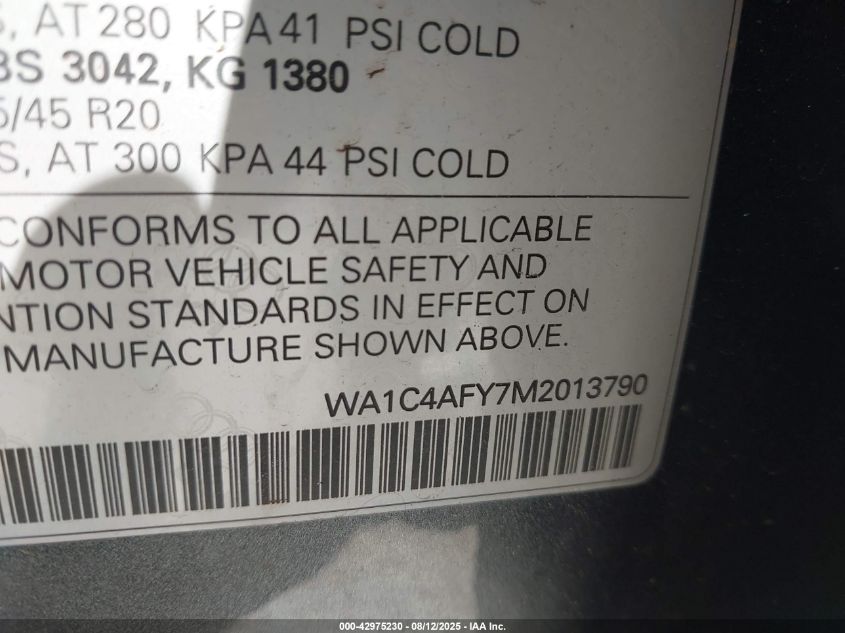 S, AT 280 KPA 41 PSI COLD
BS 3042, KG 1380
5/45 R20
S, AT 300 KPA 44 PSI COLD
CONFORMS TO ALL APPLICABLE
MOTOR VEHICLE SAFETY AND
NTION STANDARDS IN EFFECT ON
MANUFACTURE SHOWN ABOVE.
WA1C4AFY7M2013790
000-42975230 - 08/12/2025 - IAA Inc.